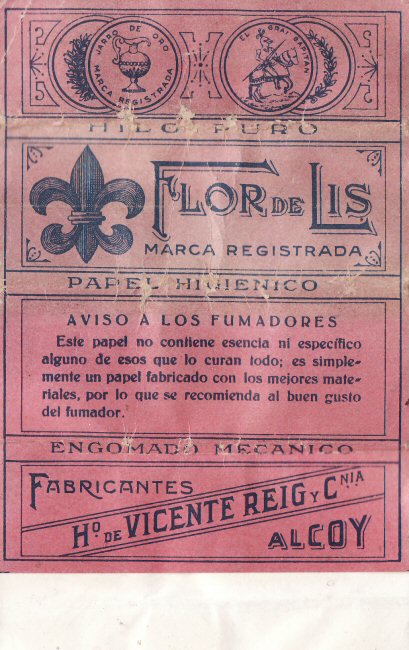 JARRO DE ORO
MARCA REGISTRADA
EL GRAN CAPITAN
HILO PURO
FLOR DE LIS
MARCA REGISTRADA
PAPEL HIGIENICO
AVISO A LOS FUMADORES
Este papel no contiene esencia ni específico
alguno de esos que lo curan todo; es simple-
mente un papel fabricado con los mejores mate-
riales, por lo que se recomienda al buen gusto
del fumador.
ENGOMADO MECANICO
FABRICANTES
Hº DE VICENTE REIG Y CNIA
ALCOY